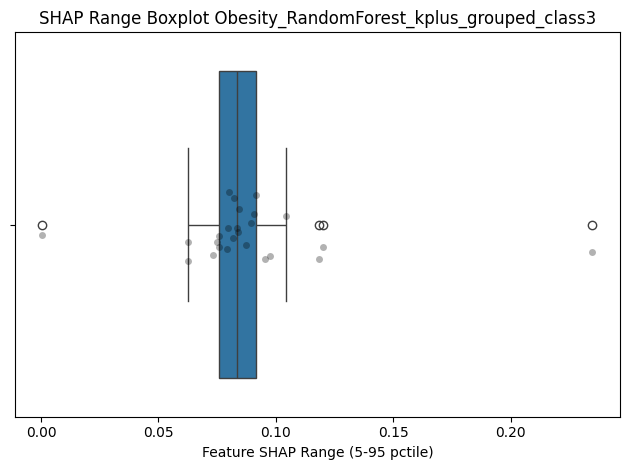 SHAP Range Boxplot Obesity_RandomForest_kplus_grouped_class3
0.00 0.05 0.10 0.15 0.20
Feature SHAP Range (5-95 pctile)